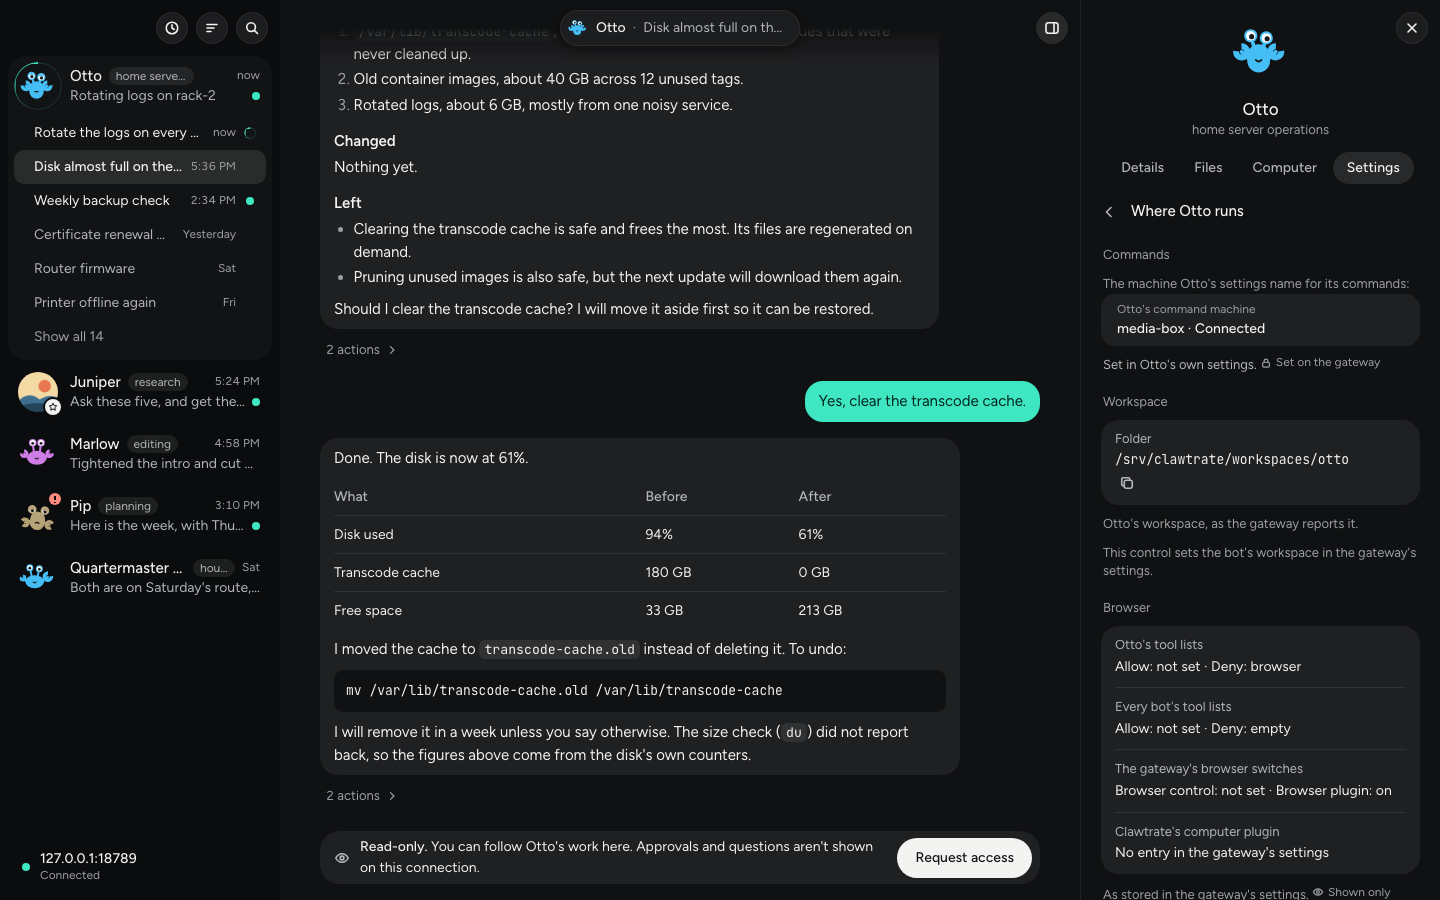 Otto home serve... now
Rotating logs on rack-2
Rotate the logs on every ... now
Disk almost full on the... 5:36 PM
Weekly backup check 2:34 PM
Certificate renewal ... Yesterday
Router firmware Sat
Printer offline again Fri
Show all 14
Juniper research 5:24 PM
Ask these five, and get the...
Marlow editing 4:58 PM
Tightened the intro and cut ...
Pip planning 3:10 PM
Here is the week, with Thu...
Quartermaster ... hou... Sat
Both are on Saturday's route,...
127.0.0.1:18789
Connected
Otto · Disk almost full on th...
1. /var/lib/transcode-cache, that were
never cleaned up.
2. Old container images, about 40 GB across 12 unused tags.
3. Rotated logs, about 6 GB, mostly from one noisy service.
Changed
Nothing yet.
Left
• Clearing the transcode cache is safe and frees the most. Its files are regenerated on
demand.
• Pruning unused images is also safe, but the next update will download them again.
Should I clear the transcode cache? I will move it aside first so it can be restored.
2 actions
Yes, clear the transcode cache.
Done. The disk is now at 61%.
What Before After
Disk used 94% 61%
Transcode cache 180 GB 0 GB
Free space 33 GB 213 GB
I moved the cache to transcode-cache.old instead of deleting it. To undo:
mv /var/lib/transcode-cache.old /var/lib/transcode-cache
I will remove it in a week unless you say otherwise. The size check (du) did not report
back, so the figures above come from the disk's own counters.
2 actions
Read-only. You can follow Otto's work here. Approvals and questions aren't shown
on this connection.
Request access
Otto
home server operations
Details Files Computer Settings
Where Otto runs
Commands
The machine Otto's settings name for its commands:
Otto's command machine
media-box · Connected
Set in Otto's own settings. Set on the gateway
Workspace
Folder
/srv/clawtrate/workspaces/otto
Otto's workspace, as the gateway reports it.
This control sets the bot's workspace in the gateway's
settings.
Browser
Otto's tool lists
Allow: not set · Deny: browser
Every bot's tool lists
Allow: not set · Deny: empty
The gateway's browser switches
Browser control: not set · Browser plugin: on
Clawtrate's computer plugin
No entry in the gateway's settings
As stored in the gateway's settings. Shown only